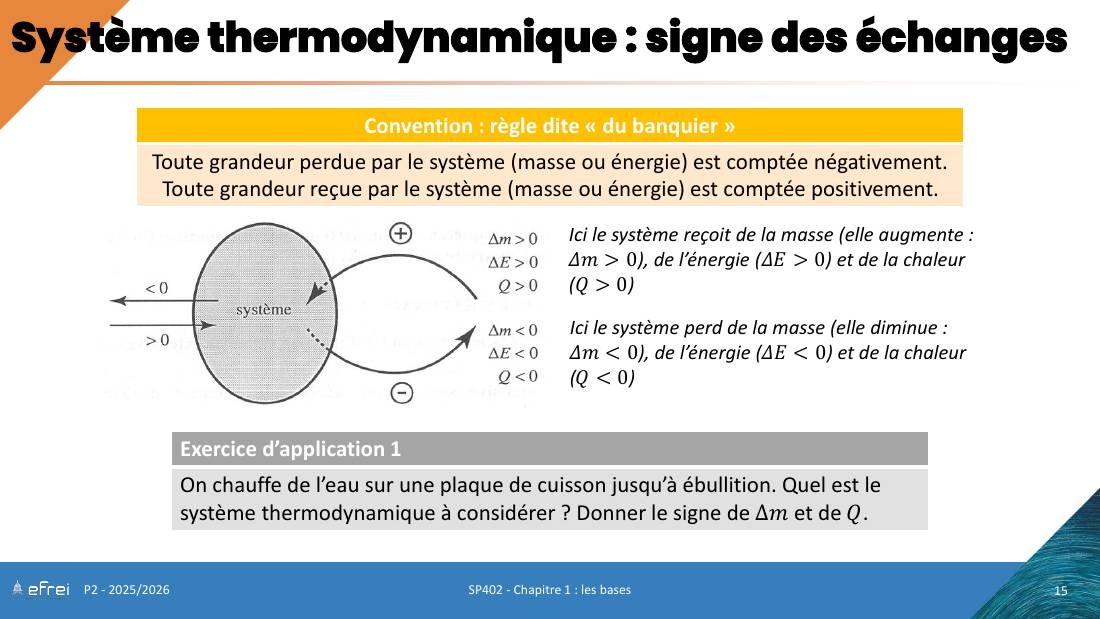 Système thermodynamique : signe des échanges
Convention : règle dite « du banquier »
Toute grandeur perdue par le système (masse ou énergie) est comptée négativement.
Toute grandeur reçue par le système (masse ou énergie) est comptée positivement.
< 0
> 0
système
+
Δm > 0
ΔE > 0
Q > 0
Δm < 0
ΔE < 0
Q < 0
−
Ici le système reçoit de la masse (elle augmente :
Δm > 0), de l’énergie (ΔE > 0) et de la chaleur
(Q > 0)
Ici le système perd de la masse (elle diminue :
Δm < 0), de l’énergie (ΔE < 0) et de la chaleur
(Q < 0)
Exercice d’application 1
On chauffe de l’eau sur une plaque de cuisson jusqu’à ébullition. Quel est le
système thermodynamique à considérer ? Donner le signe de Δm et de Q.
efrei
P2 - 2025/2026
SP402 - Chapitre 1 : les bases
15